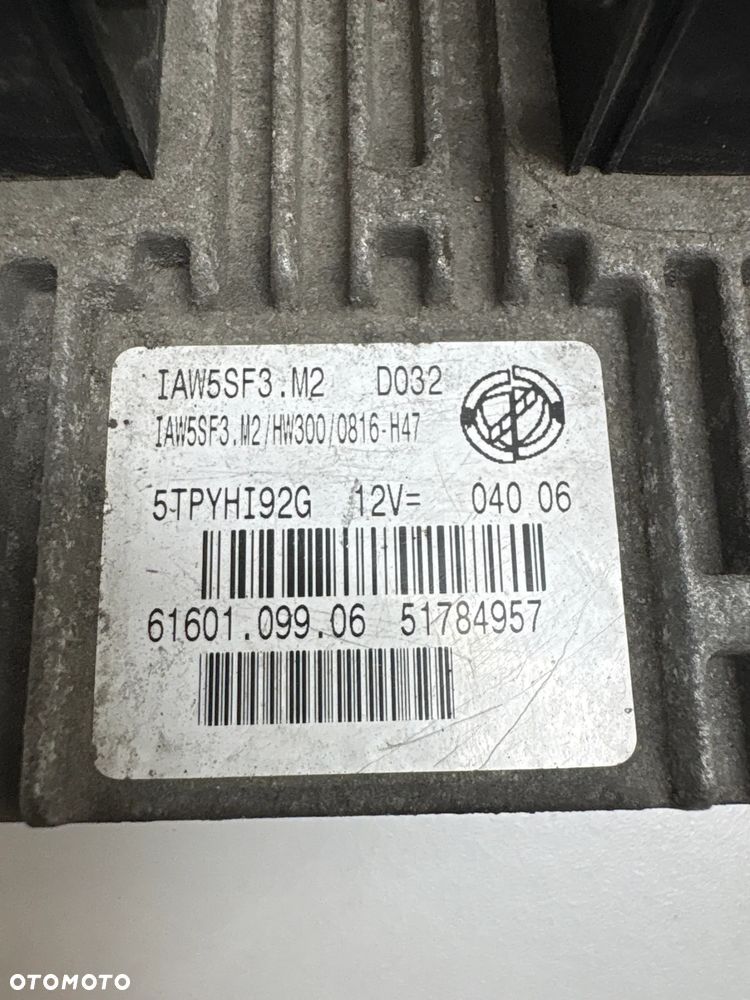 IAW5SF3.M2 D032
IAW5SF3.M2/HW300/0816-H47
5TPYHI92G 12V= 040 06
61601.099.06 51784957
OTOMOTO